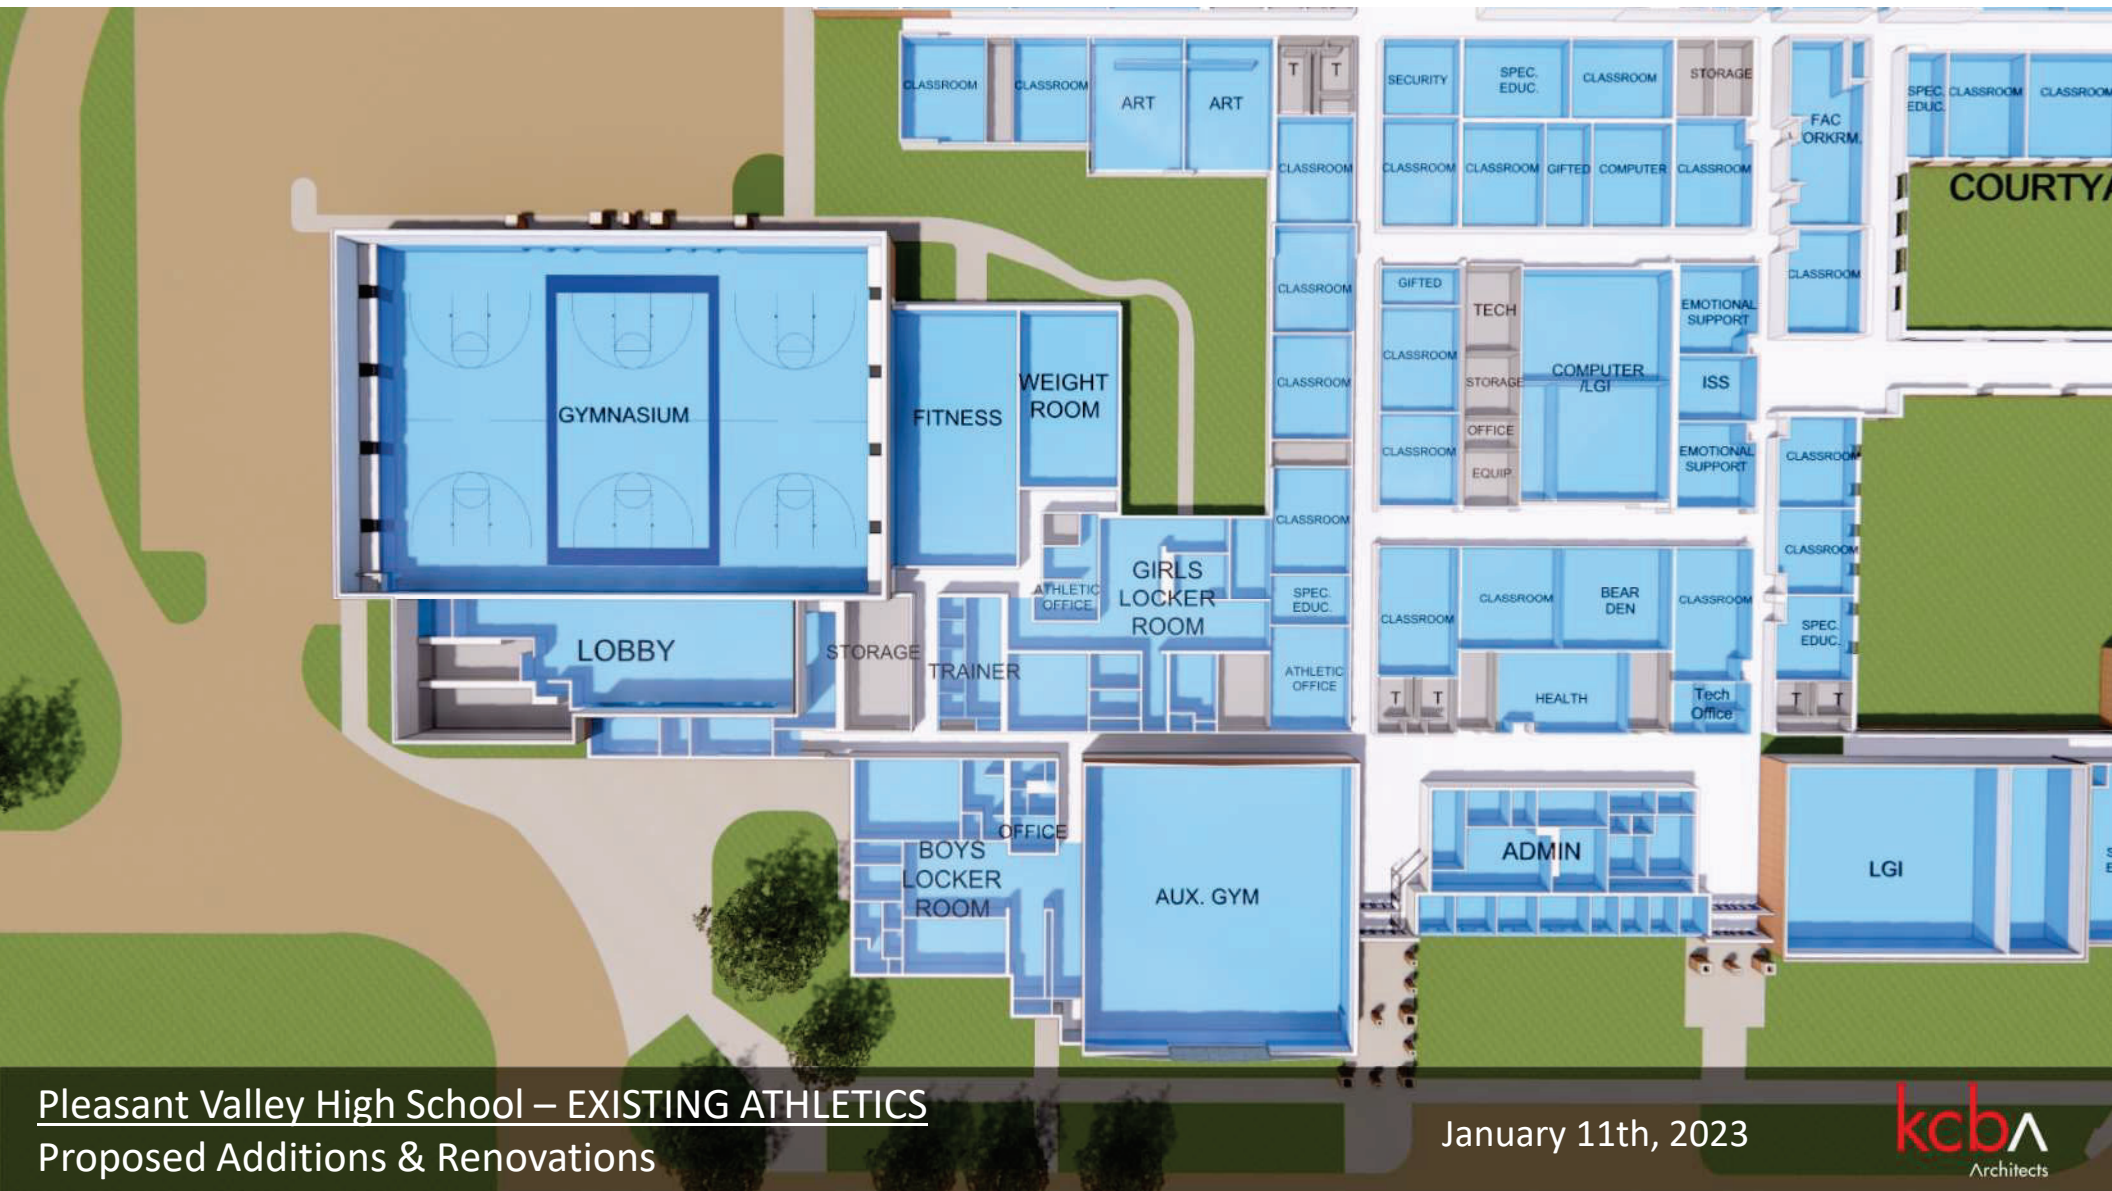 CLASSROOM
CLASSROOM
ART
ART
T
T
SECURITY
SPEC.
EDUC.
CLASSROOM
STORAGE
FAC
ORKRM.
SPEC.
EDUC.
CLASSROOM
CLASSROOM
CLASSROOM
CLASSROOM
CLASSROOM
GIFTED
COMPUTER
CLASSROOM
COURTYA
CLASSROOM
GIFTED
TECH
EMOTIONAL
SUPPORT
CLASSROOM
CLASSROOM
CLASSROOM
STORAGE
COMPUTER
/LGI
ISS
GYMNASIUM
FITNESS
WEIGHT
ROOM
CLASSROOM
OFFICE
EQUIP.
EMOTIONAL
SUPPORT
CLASSROOM
CLASSROOM
CLASSROOM
ATHLETIC
OFFICE
GIRLS
LOCKER
ROOM
SPEC.
EDUC.
CLASSROOM
CLASSROOM
BEAR
DEN
CLASSROOM
SPEC.
EDUC.
LOBBY
STORAGE
TRAINER
ATHLETIC
OFFICE
T
T
HEALTH
Tech
Office
T
T
OFFICE
BOYS
LOCKER
ROOM
AUX. GYM
ADMIN
LGI
Pleasant Valley High School – EXISTING ATHLETICS
Proposed Additions & Renovations
January 11th, 2023
kcba
Architects